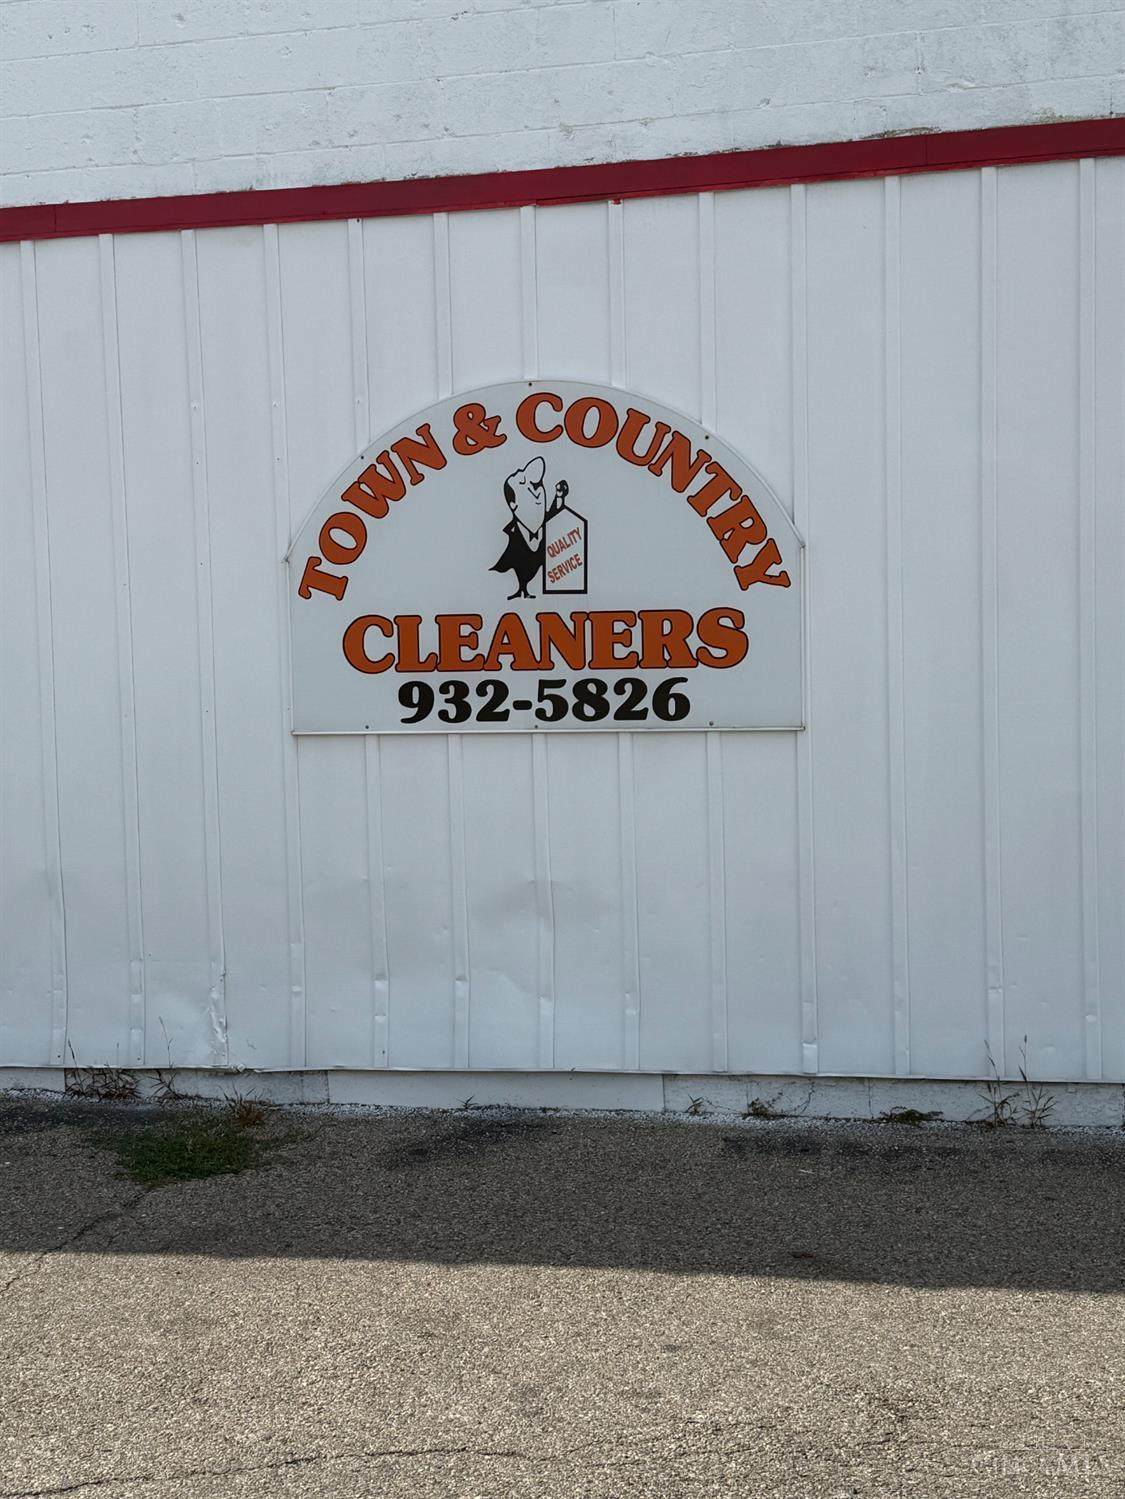 TOWN & COUNTRY
QUALITY
SERVICE
CLEANERS
932-5826